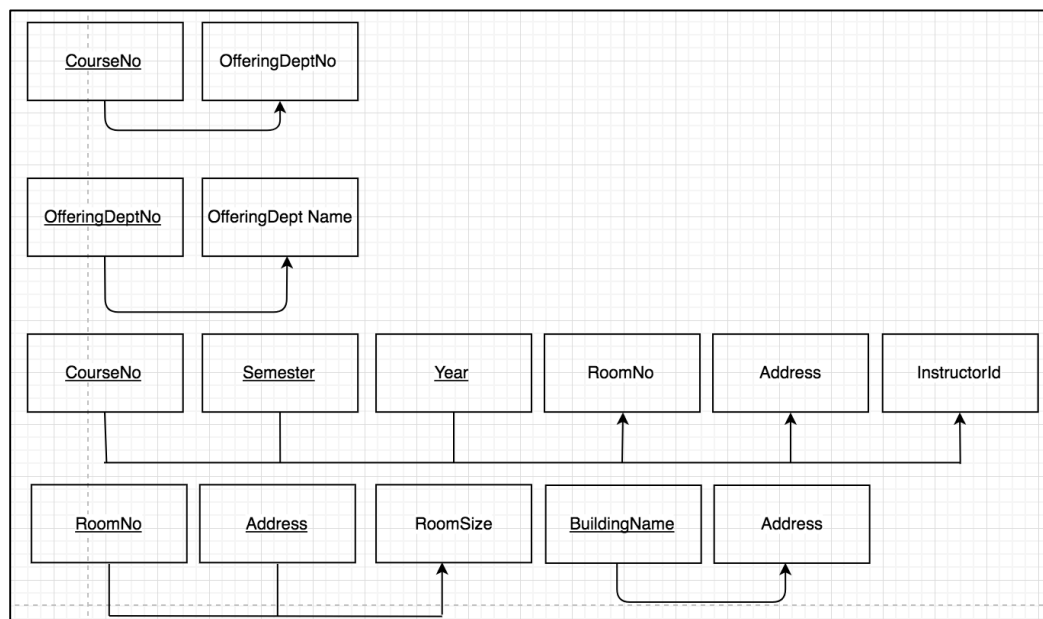 CourseNo
OfferingDeptNo
OfferingDeptNo
OfferingDept Name
CourseNo
Semester
Year
RoomNo
Address
InstructorId
RoomNo
Address
RoomSize
BuildingName
Address